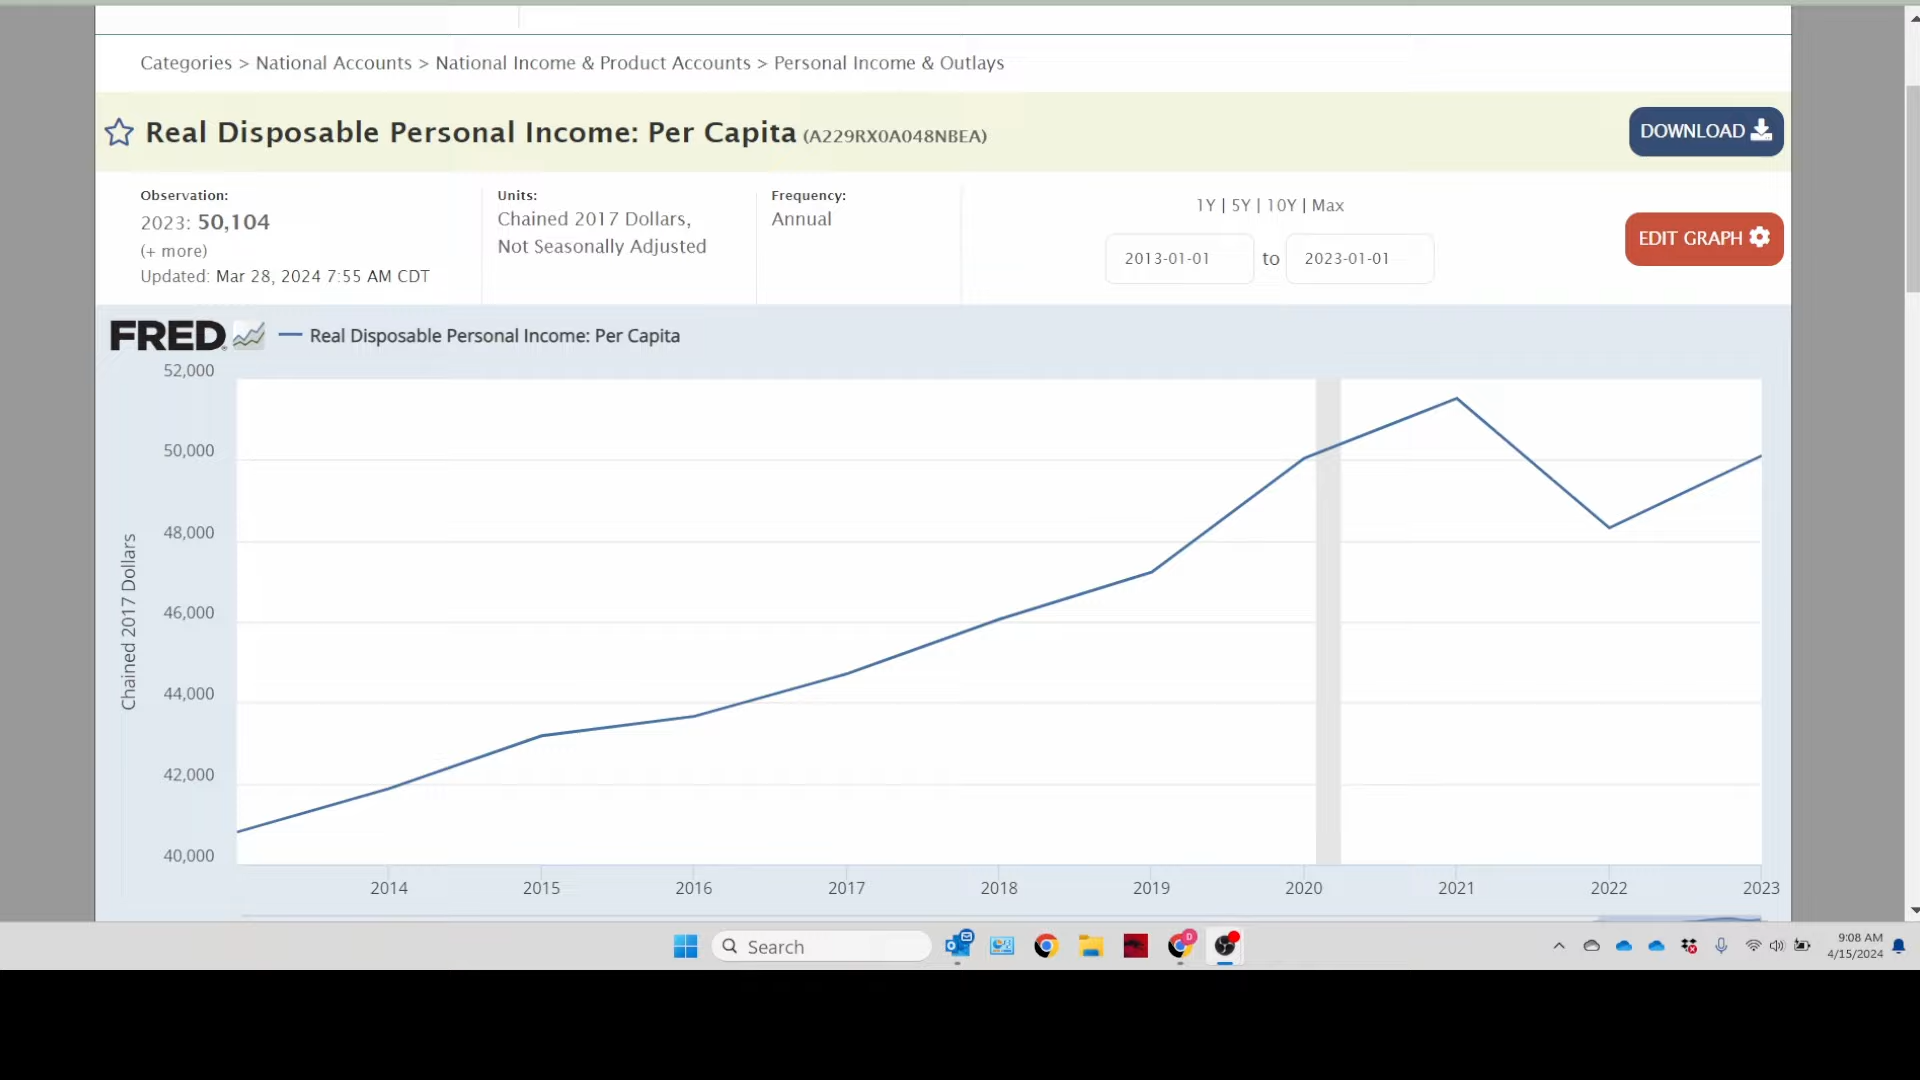 Categories > National Accounts > National Income & Product Accounts > Personal Income & Outlays
Real Disposable Personal Income: Per Capita (A229RX0A048NBEA)
DOWNLOAD
Observation:
2023: 50,104
(+ more)
Updated: Mar 28, 2024 7:55 AM CDT
Units:
Chained 2017 Dollars,
Not Seasonally Adjusted
Frequency:
Annual
1Y | 5Y | 10Y | Max
2013-01-01 to 2023-01-01
EDIT GRAPH
FRED
Real Disposable Personal Income: Per Capita
52,000
50,000
48,000
46,000
44,000
42,000
40,000
Chained 2017 Dollars
2014 2015 2016 2017 2018 2019 2020 2021 2022 2023
Search
9:08 AM
4/15/2024